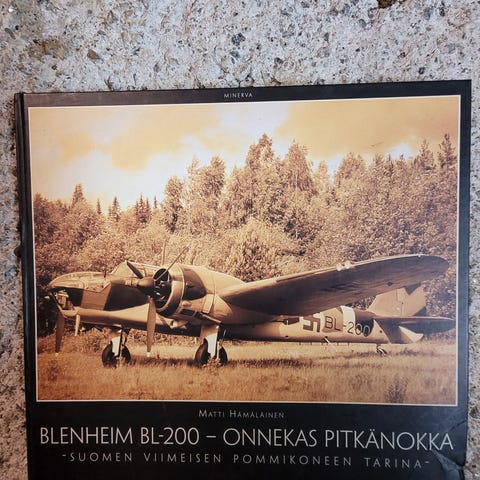 MINERVA
BL-200
MATTI HÄMÄLÄINEN
BLENHEIM BL-200 – ONNEKAS PITKÄNOKKA
-SUOMEN VIIMEISEN POMMIKONEEN TARINA-